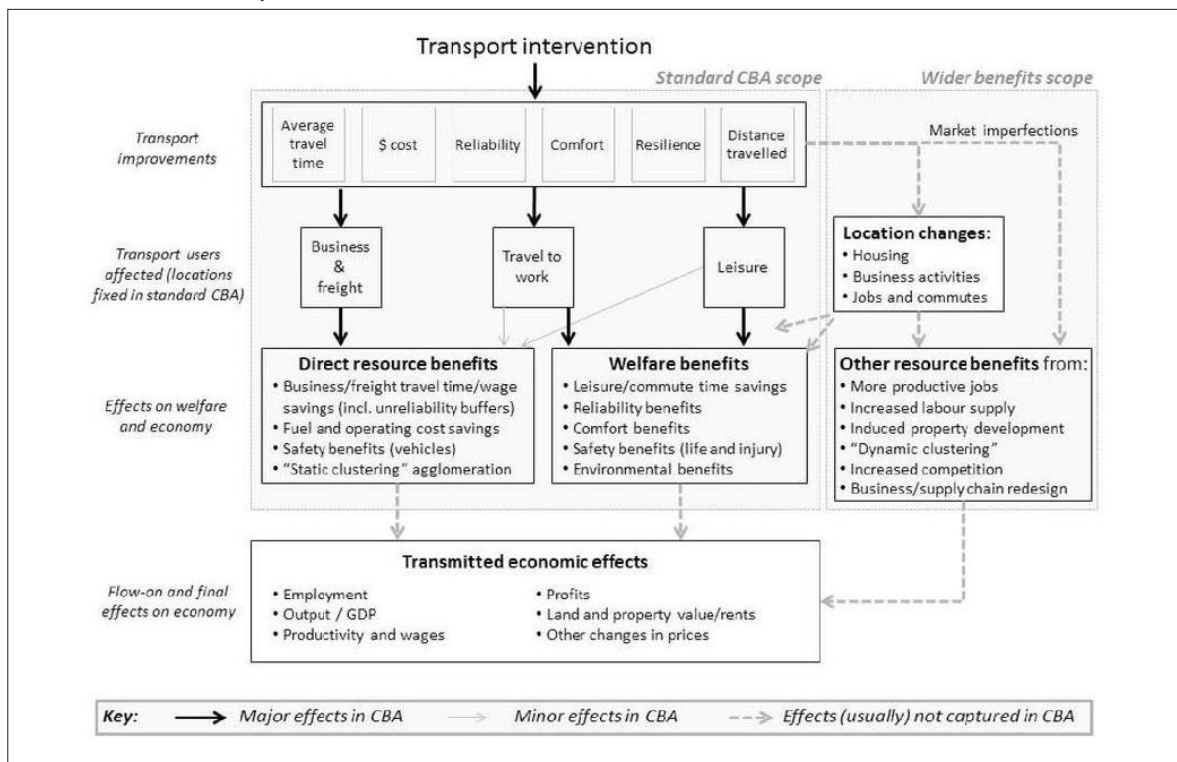 Transport intervention
Standard CBA scope
Wider benefits scope
Transport
improvements
Average
travel
time
$ cost
Reliability
Comfort
Resilience
Distance
travelled
Market imperfections
Transport users
affected (locations
fixed in standard CBA)
Business
&
freight
Travel to
work
Leisure
Location changes:
• Housing
• Business activities
• Jobs and commutes
Effects on welfare
and economy
Direct resource benefits
• Business/freight travel time/wage
savings (incl. unreliability buffers)
• Fuel and operating cost savings
• Safety benefits (vehicles)
• "Static clustering" agglomeration
Welfare benefits
• Leisure/commute time savings
• Reliability benefits
• Comfort benefits
• Safety benefits (life and injury)
• Environmental benefits
Other resource benefits from:
• More productive jobs
• Increased labour supply
• Induced property development
• "Dynamic clustering"
• Increased competition
• Business/supply chain redesign
Flow-on and final
effects on economy
Transmitted economic effects
• Employment
• Output / GDP
• Productivity and wages
• Profits
• Land and property value/rents
• Other changes in prices
Key:
Major effects in CBA
Minor effects in CBA
Effects (usually) not captured in CBA